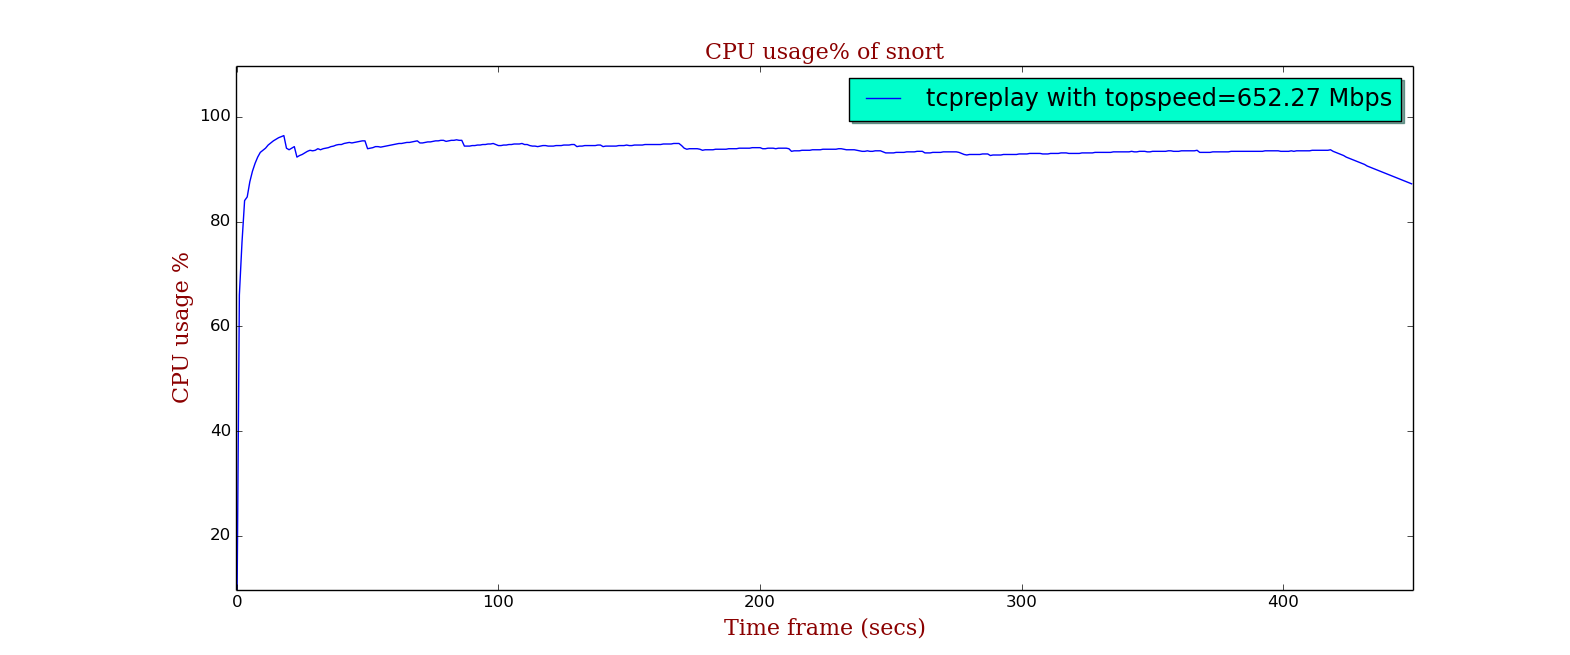 CPU usage% of snort
tcpreplay with topspeed=652.27 Mbps
100
80
60
40
20
CPU usage %
0 100 200 300 400
Time frame (secs)